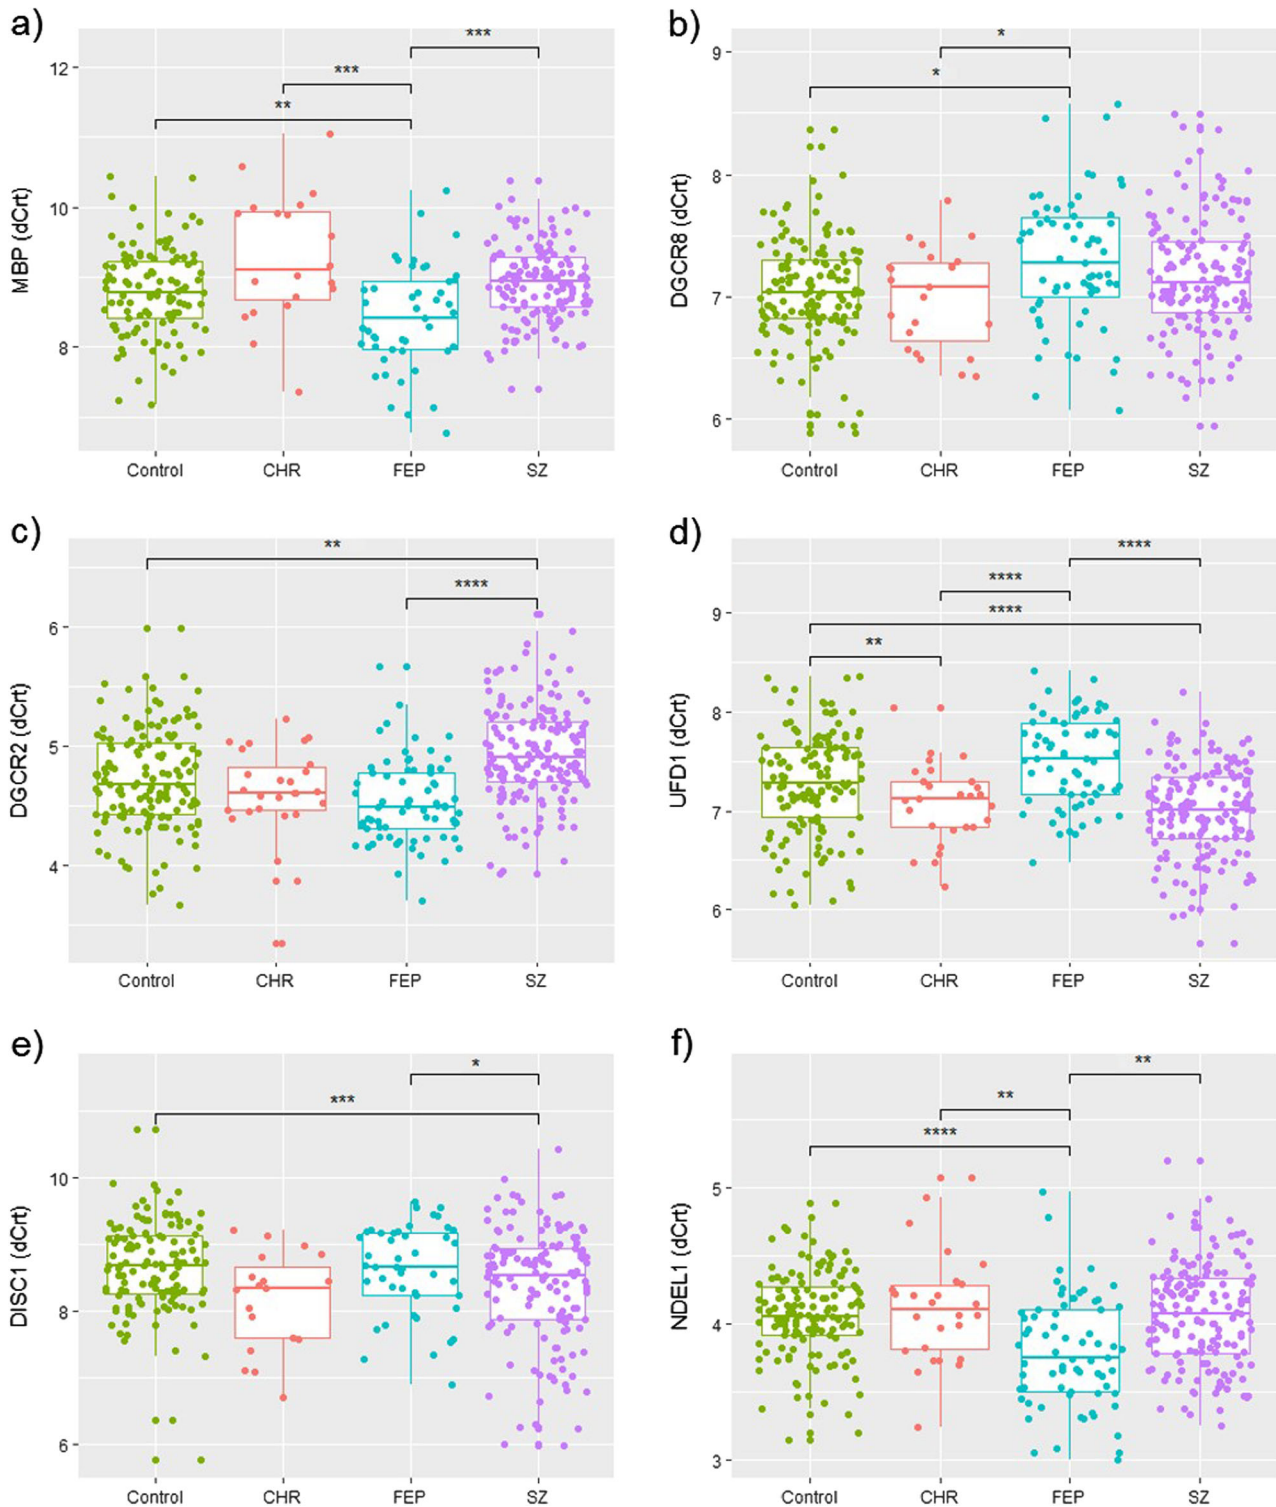 a)
***
***
**
MBP (dCrt)
12
10
8
Control CHR FEP SZ
b)
*
*
DGCR8 (dCrt)
9
8
7
6
Control CHR FEP SZ
c)
**
****
DGCR2 (dCrt)
6
5
4
Control CHR FEP SZ
d)
****
****
****
**
UFD1 (dCrt)
9
8
7
6
Control CHR FEP SZ
e)
*
***
DISC1 (dCrt)
10
8
6
Control CHR FEP SZ
f)
**
**
****
NDEL1 (dCrt)
5
4
3
Control CHR FEP SZ